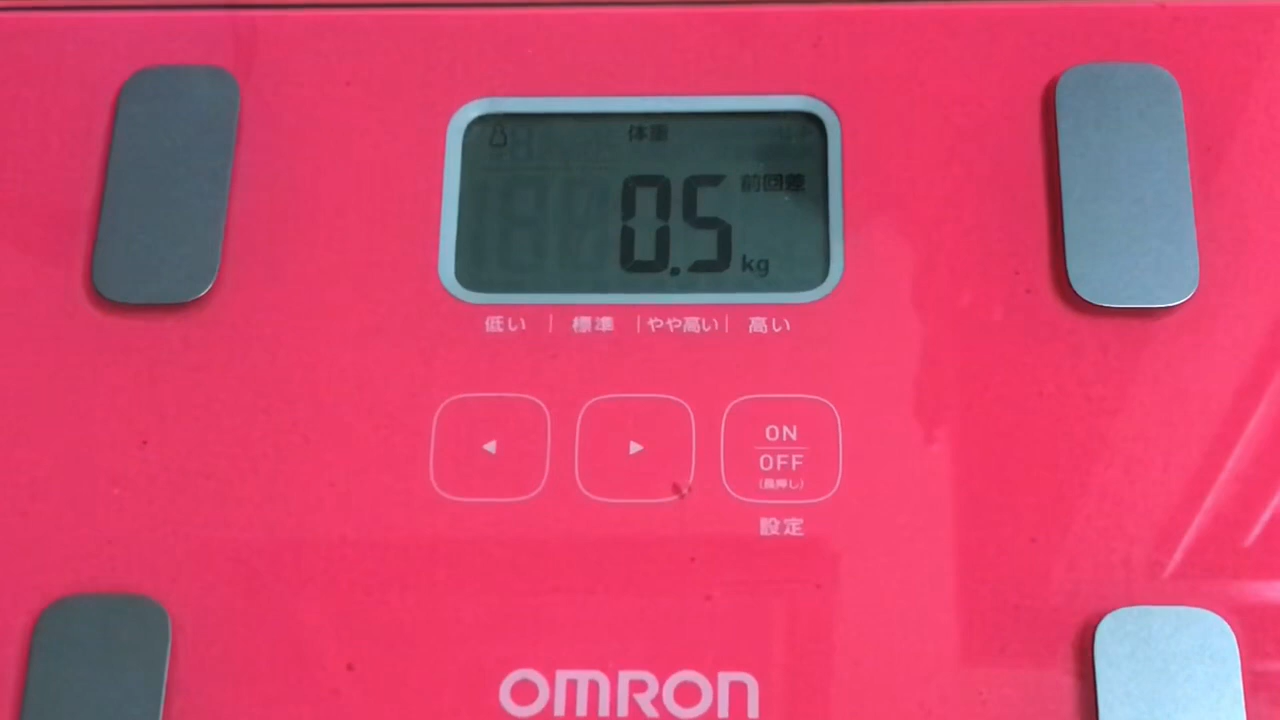 体重
0.5 前回差
kg
低い | 標準 | やや高い | 高い
◀ ▶ ON
OFF
(長押し)
設定
OMRON